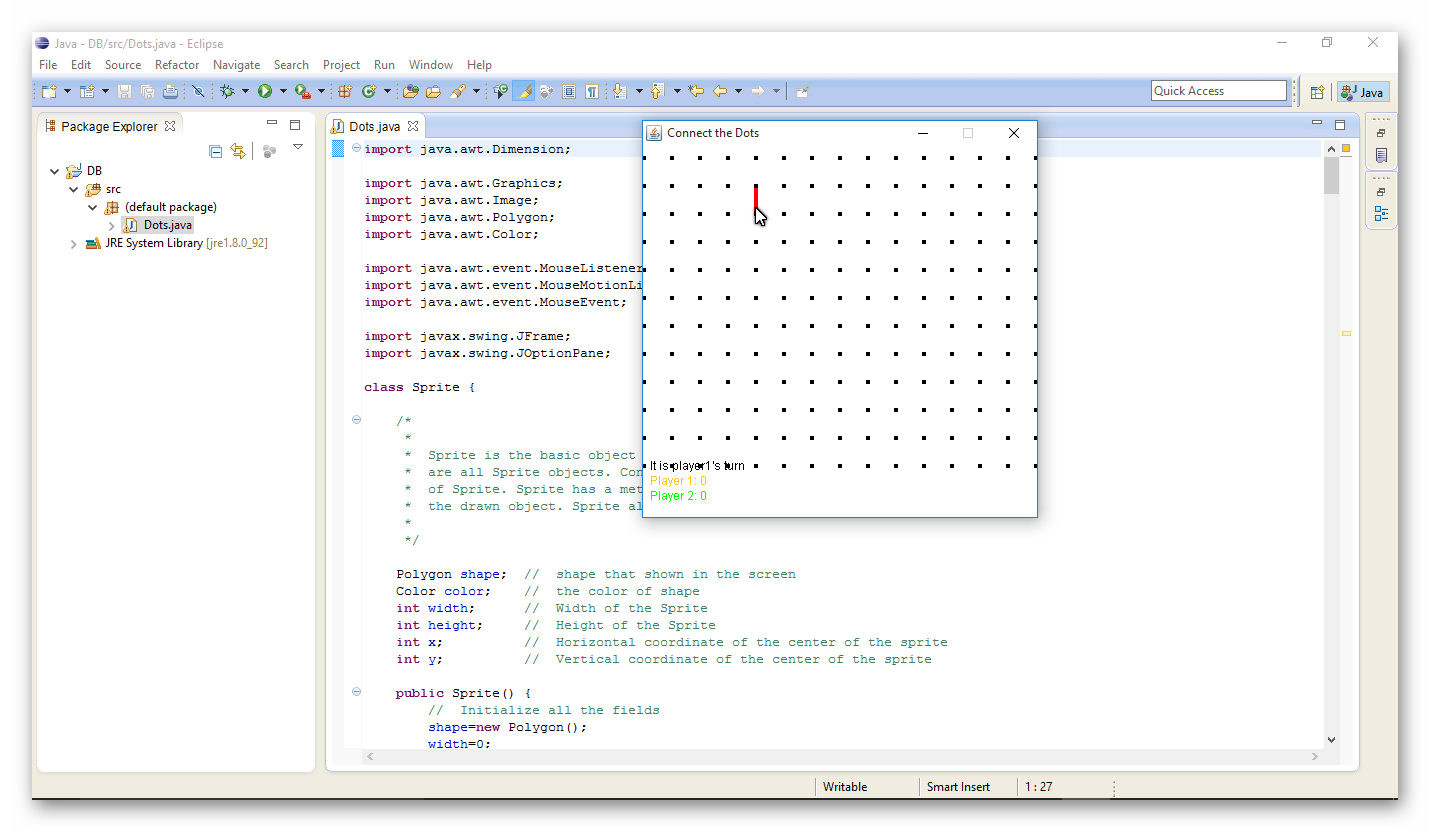 Java - DB/src/Dots.java - Eclipse
File Edit Source Refactor Navigate Search Project Run Window Help
Quick Access
Java
Package Explorer
DB
src
(default package)
Dots.java
JRE System Library [jre1.8.0_92]
Dots.java
import java.awt.Dimension;
import java.awt.Graphics;
import java.awt.Image;
import java.awt.Polygon;
import java.awt.Color;
import java.awt.event.MouseListener
import java.awt.event.MouseMotionLi
import java.awt.event.MouseEvent;
import javax.swing.JFrame;
import javax.swing.JOptionPane;
class Sprite {
/*
*
* Sprite is the basic object
* are all Sprite objects. Con
* of Sprite. Sprite has a met
* the drawn object. Sprite al
*
*/
Polygon shape; // shape that shown in the screen
Color color; // the color of shape
int width; // Width of the Sprite
int height; // Height of the Sprite
int x; // Horizontal coordinate of the center of the sprite
int y; // Vertical coordinate of the center of the sprite
public Sprite() {
// Initialize all the fields
shape=new Polygon();
width=0;
Connect the Dots
It is player1's turn
Player 1: 0
Player 2: 0
Writable
Smart Insert
1 : 27